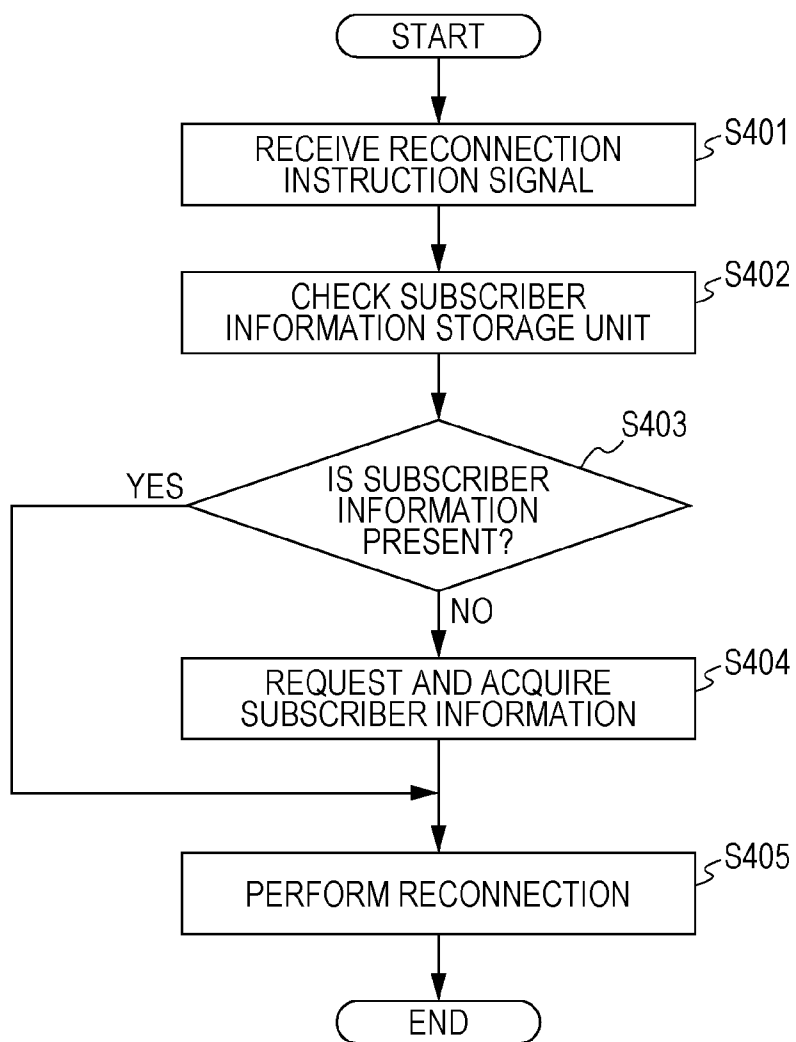 START
RECEIVE RECONNECTION
INSTRUCTION SIGNAL
S401
CHECK SUBSCRIBER
INFORMATION STORAGE UNIT
S402
IS SUBSCRIBER
INFORMATION
PRESENT?
S403
YES
NO
REQUEST AND ACQUIRE
SUBSCRIBER INFORMATION
S404
PERFORM RECONNECTION
S405
END